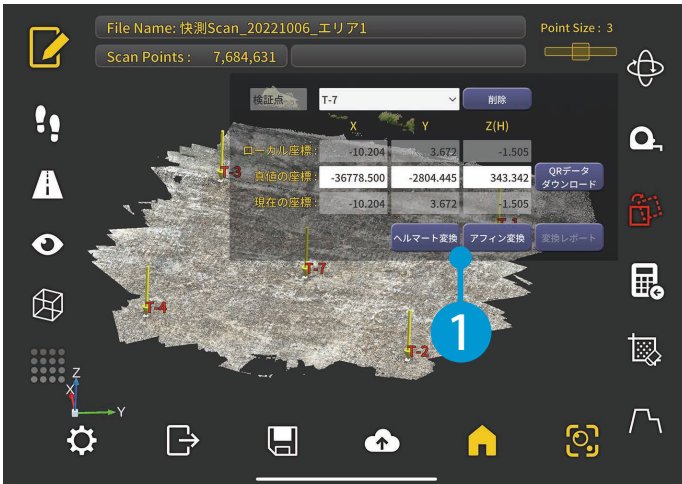 File Name: 快測Scan_20221006_エリア1
Point Size : 3
Scan Points : 7,684,631
検証点 T-7 削除
X Y Z(H)
ローカル座標 : -10.204 3.672 -1.505
真値の座標 : -36778.500 -2804.445 343.342 QRデータ
ダウンロード
現在の座標 : -10.204 3.672 -1.505
ヘルマート変換 アフィン変換 変換レポート
T-3
T-1
T-7
T-4
T-2
1
Z
X
Y